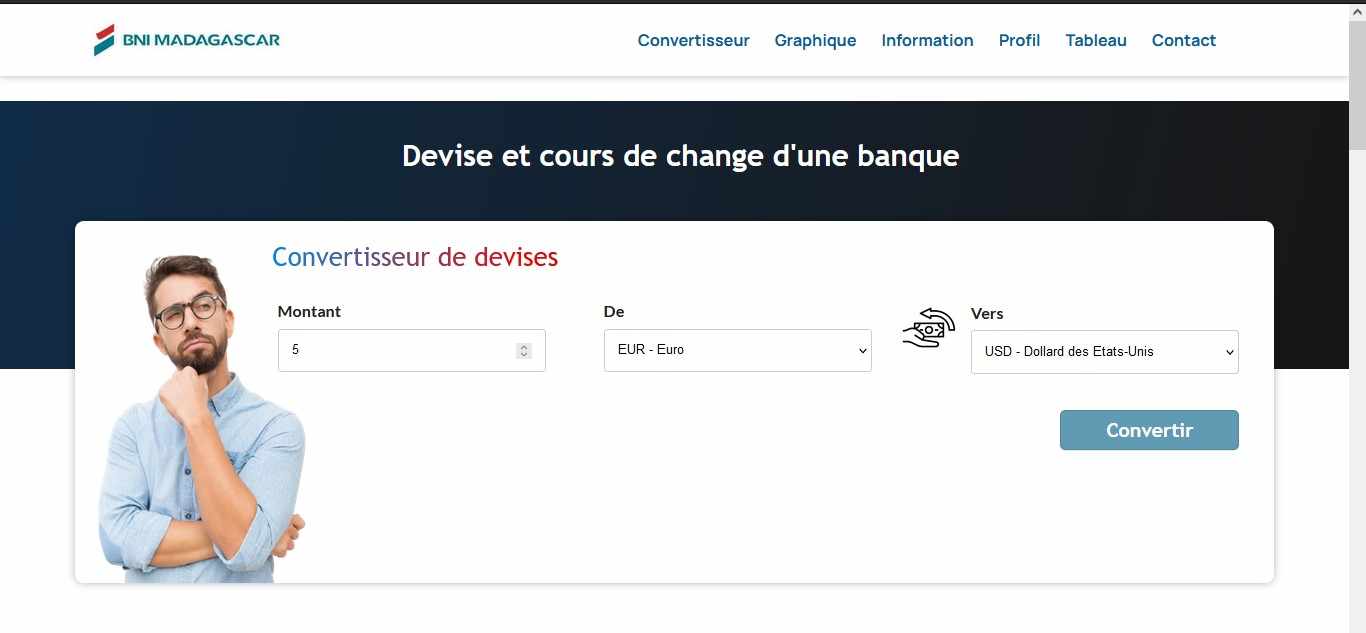 BNI MADAGASCAR
Convertisseur Graphique Information Profil Tableau Contact
Devise et cours de change d'une banque
Convertisseur de devises
Montant De Vers
5 EUR - Euro USD - Dollard des Etats-Unis
Convertir